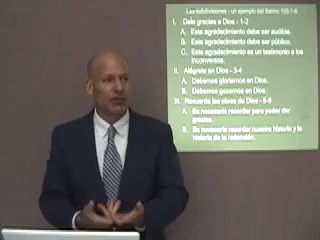 Las subdivisiones - un ejemplo del Salmo 105:1-6
I. Dale gracias a Dios - 1-2
A. Este agradecimiento debe ser audible.
B. Este agradecimiento debe ser público.
C. Este agradecimiento es un testimonio a los
inconversos.
II. Alégrate en Dios - 3-4
A. Debemos gloriarnos en Dios.
B. Debemos gozarnos en Dios.
III. Recuerda las obras de Dios - 5-6
A. Es necesario recordar para poder dar
gracias.
B. Es necesario recordar nuestra historia y la
historia de la redención.